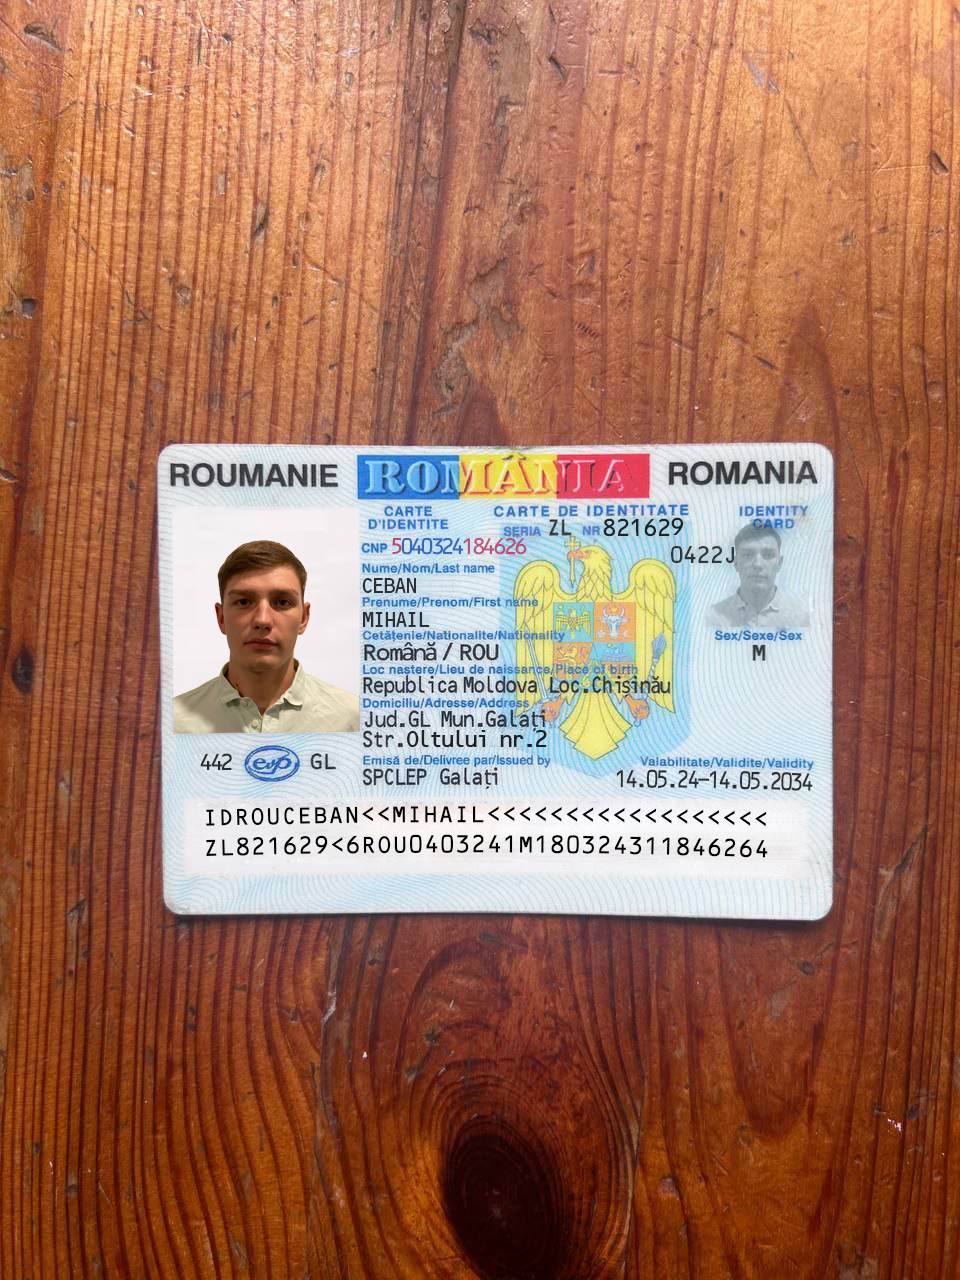 ROUMANIE ROMÂNIA ROMANIA
CARTE D'IDENTITE CARTE DE IDENTITATE IDENTITY CARD
SERIA ZL NR 821629
CNP 5040324184626
0422J
Nume/Nom/Last name
CEBAN
Prenume/Prenom/First name
MIHAIL
Cetăţenie/Nationalite/Nationality
Română / ROU
Sex/Sexe/Sex
M
Loc nastere/Lieu de naissance/Place of birth
Republica Moldova Loc.Chișinău
Domiciliu/Adresse/Address
Jud.GL Mun.Galați
Str.Oltului nr.2
Emisă de/Delivree par/Issued by
SPCLEP Galați
Valabilitate/Validite/Validity
14.05.24–14.05.2034
442 evp GL
IDROUCEBAN<<MIHAIL<<<<<<<<<<<<<<<<<<
ZL821629<6ROU0403241M180324311846264